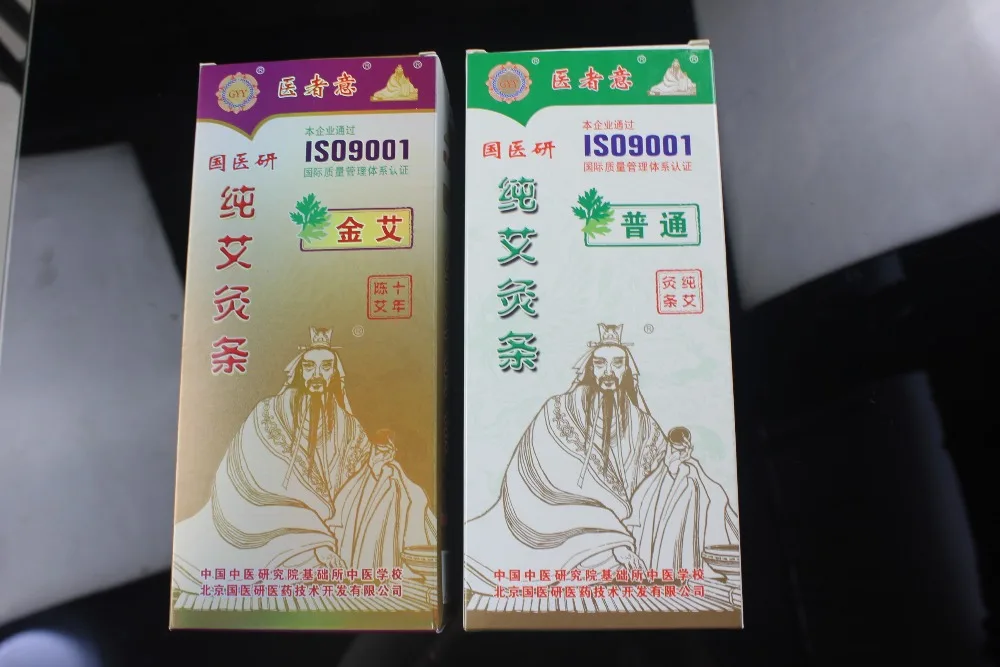 GYY
医者意
®
®
®
本企业通过
ISO9001
国际质量管理体系认证
国医研
纯艾灸条
金艾
十年
陈艾
中国中医研究院基础所中医学校
北京国医研医药技术开发有限公司
GYY
医者意
®
®
®
本企业通过
ISO9001
国际质量管理体系认证
国医研
纯艾灸条
普通
纯艾
灸条
®
中国中医研究院基础所中医学校
北京国医研医药技术开发有限公司